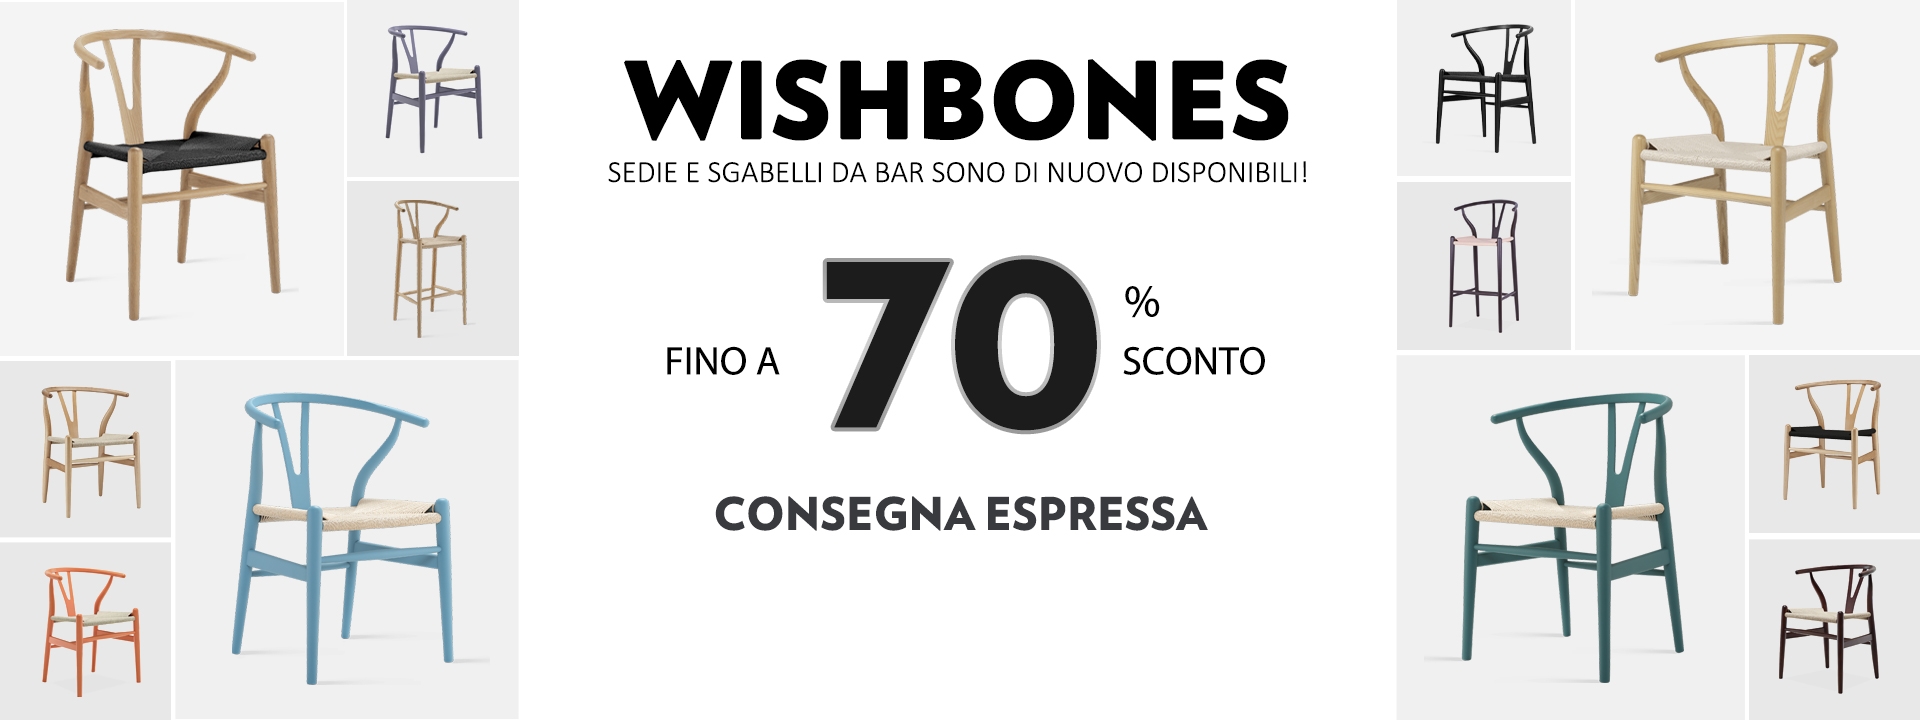 WISHBONES
SEDIE E SGABELLI DA BAR SONO DI NUOVO DISPONIBILI!
FINO A 70 % SCONTO
CONSEGNA ESPRESSA